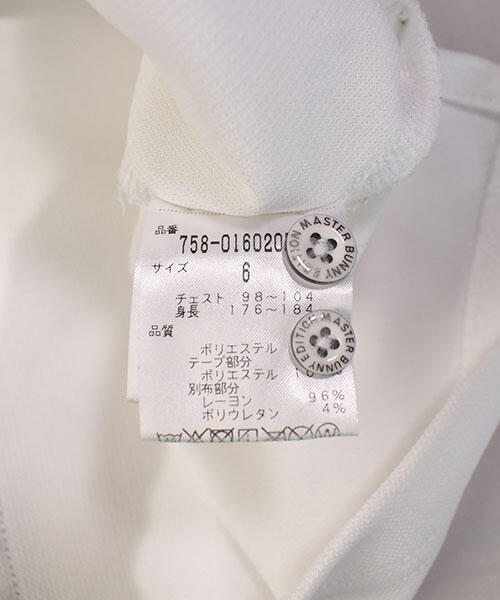 品番
758-016020
サイズ 6
チェスト 98～104
身長 176～184
品質
ポリエステル
テープ部分
ポリエステル
別布部分
レーヨン 96%
ポリウレタン 4%
MASTER BUNNY EDITION
MASTER BUNNY EDITION